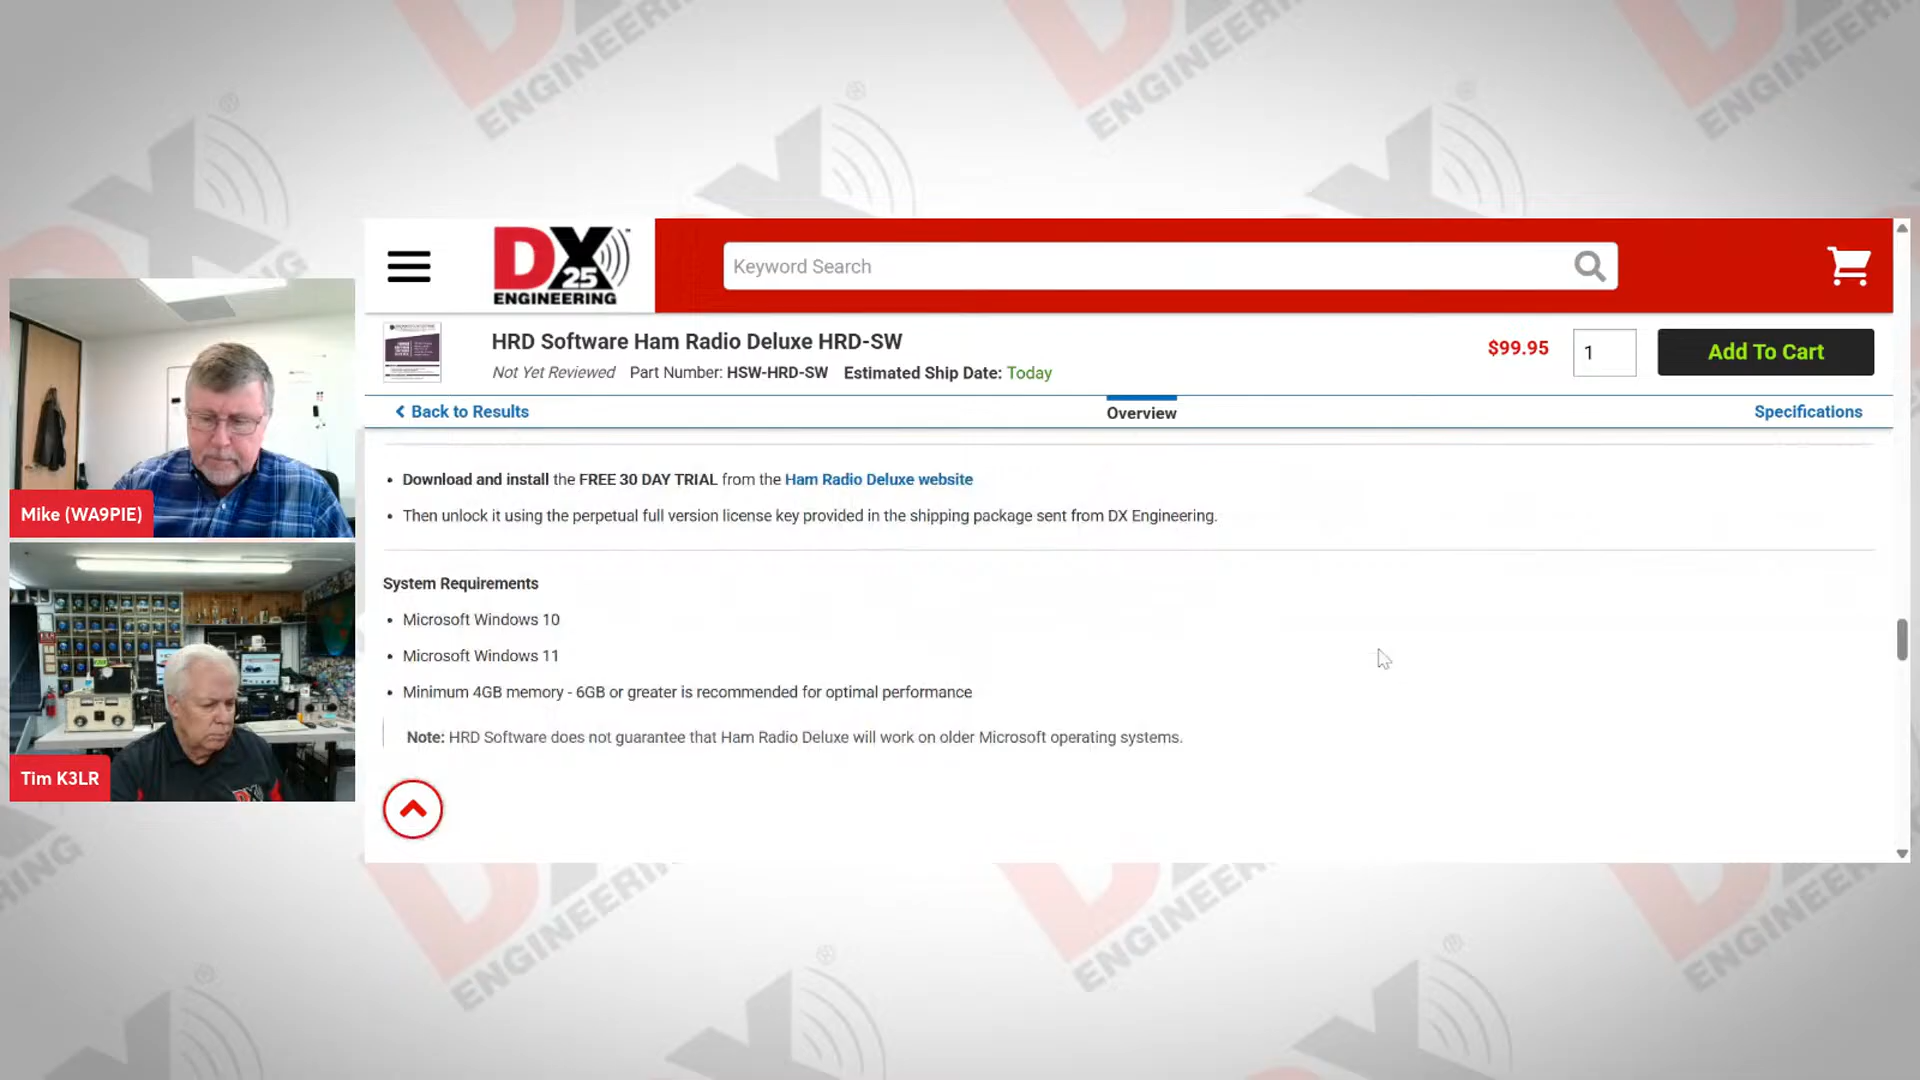 DX 25 ENGINEERING
Keyword Search
HRD Software Ham Radio Deluxe HRD-SW
$99.95
1
Add To Cart
Not Yet Reviewed Part Number: HSW-HRD-SW Estimated Ship Date: Today
Back to Results
Overview
Specifications
• Download and install the FREE 30 DAY TRIAL from the Ham Radio Deluxe website
• Then unlock it using the perpetual full version license key provided in the shipping package sent from DX Engineering.
System Requirements
• Microsoft Windows 10
• Microsoft Windows 11
• Minimum 4GB memory - 6GB or greater is recommended for optimal performance
Note: HRD Software does not guarantee that Ham Radio Deluxe will work on older Microsoft operating systems.
Mike (WA9PIE)
Tim K3LR
DX
ENGINEERING